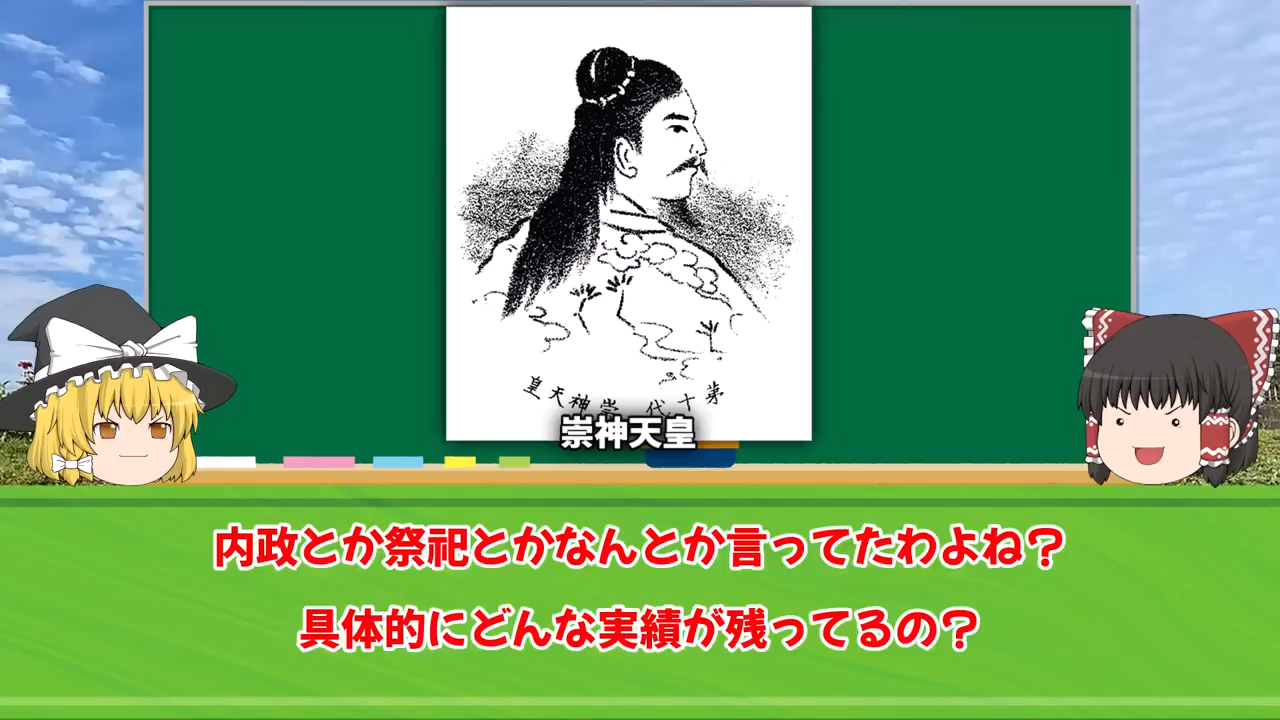 第十代 崇神天皇
崇神天皇
内政とか祭祀とかなんとか言ってたわよね？
具体的にどんな実績が残ってるの？